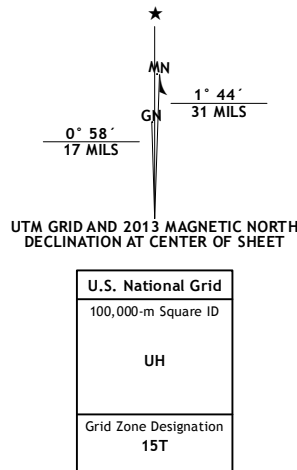 ★
MN
1° 44´
31 MILS
GN
0° 58´
17 MILS
UTM GRID AND 2013 MAGNETIC NORTH
DECLINATION AT CENTER OF SHEET
U.S. National Grid
100,000-m Square ID
UH
Grid Zone Designation
15T